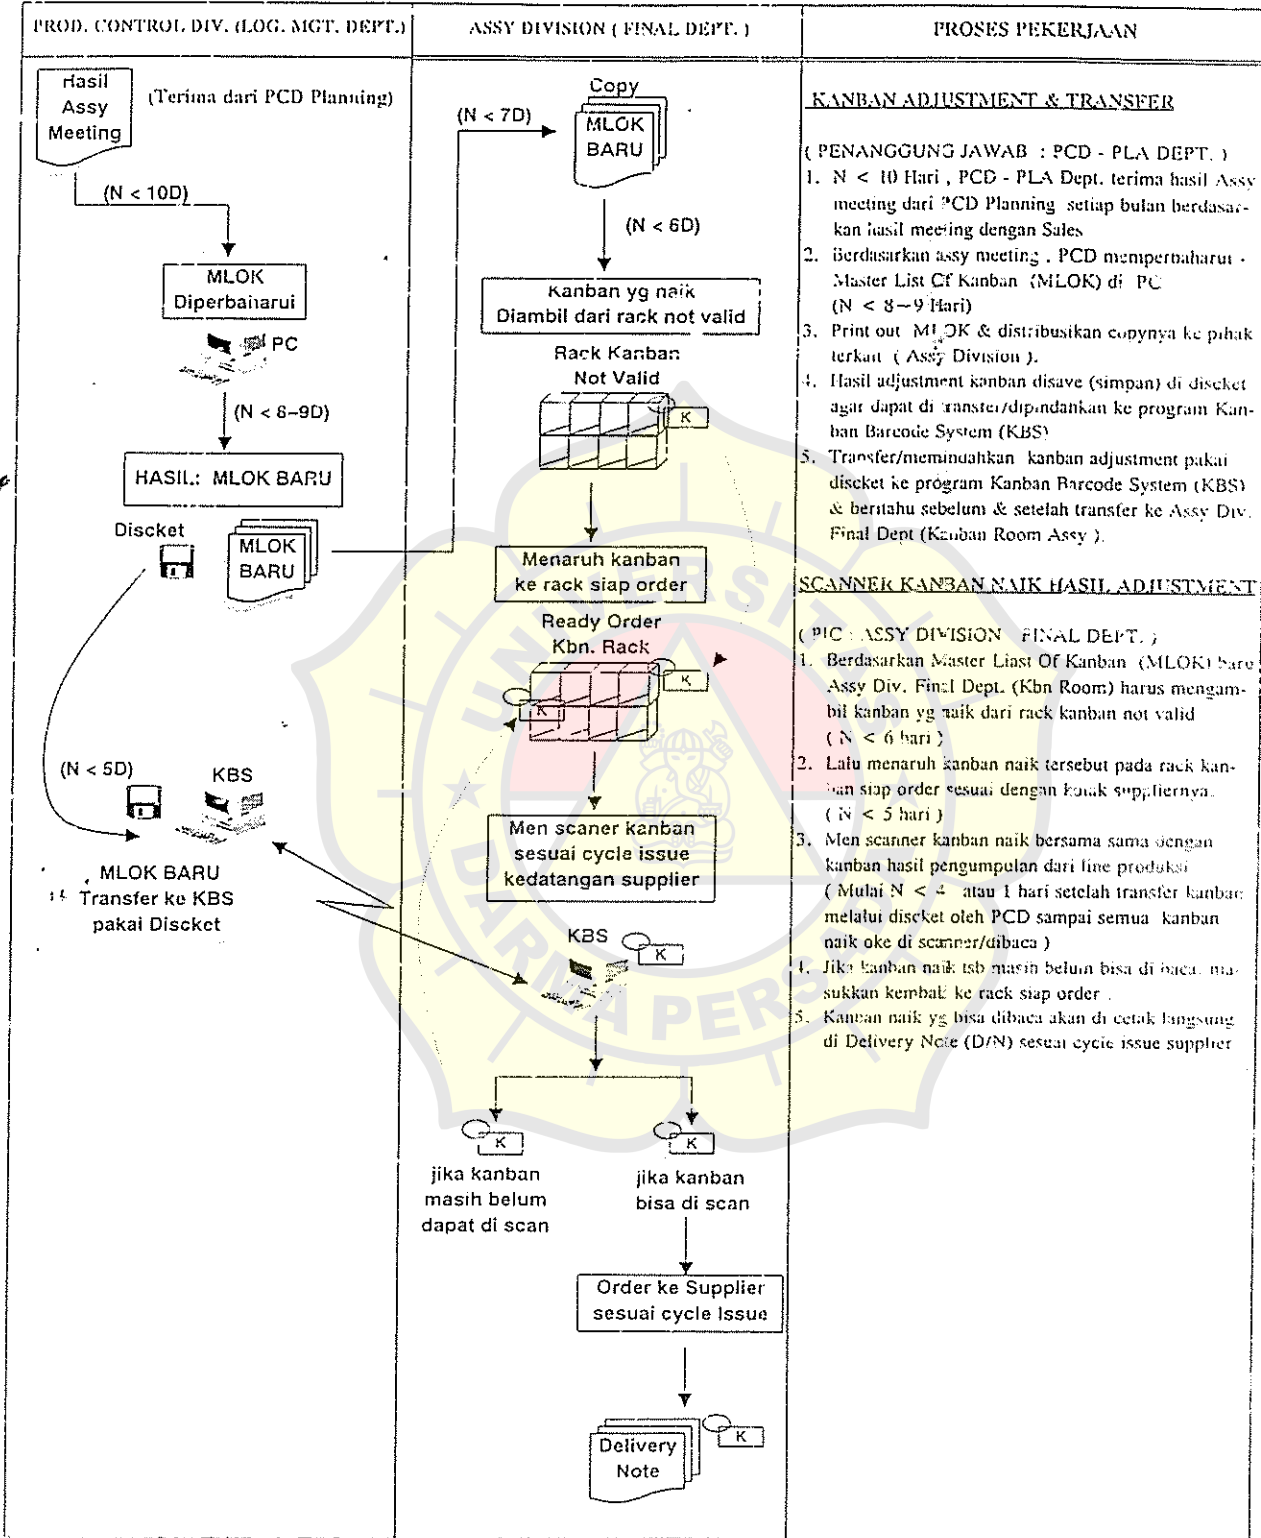 PROD. CONTROL DIV. (LOG. MGT. DEPT.)
ASSY DIVISION ( FINAL DEPT. )
PROSES PEKERJAAN
Hasil
Assy
Meeting
(Terima dari PCD Planning)
(N < 10D)
MLOK
Diperbaharui
PC
(N < 8–9D)
HASIL: MLOK BARU
Discket
MLOK
BARU
(N < 5D)
KBS
MLOK BARU
Transfer ke KBS
pakai Discket
(N < 7D)
Copy
MLOK
BARU
(N < 6D)
Kanban yg naik
Diambil dari rack not valid
Rack Kanban
Not Valid
K
Menaruh kanban
ke rack siap order
Ready Order
Kbn. Rack
K
K
Men scaner kanban
sesuai cycle issue
kedatangan supplier
KBS
K
K
K
jika kanban
masih belum
dapat di scan
jika kanban
bisa di scan
Order ke Supplier
sesuai cycle Issue
Delivery
Note
K
KANBAN ADJUSTMENT & TRANSFER
( PENANGGUNG JAWAB : PCD - PLA DEPT. )
1. N < 10 Hari , PCD - PLA Dept. terima hasil Assy
meeting dari PCD Planning setiap bulan berdasar-
kan hasil meeting dengan Sales
2. Berdasarkan assy meeting , PCD memperbaharui -
Master List Of Kanban (MLOK) di PC
(N < 8–9 Hari)
3. Print out MLOK & distribusikan copynya ke pihak
terkait ( Assy Division ).
4. Hasil adjustment kanban disave (simpan) di discket
agar dapat di transfer/dipindahkan ke program Kan-
ban Barcode System (KBS)
5. Transfer/memindahkan kanban adjustment pakai
discket ke program Kanban Barcode System (KBS)
& beritahu sebelum & setelah transfer ke Assy Div.
Final Dept (Kanban Room Assy ).
SCANNER KANBAN NAIK HASIL ADJUSTMENT
( PIC : ASSY DIVISION FINAL DEPT. )
1. Berdasarkan Master Liast Of Kanban (MLOK) baru
Assy Div. Final Dept. (Kbn Room) harus mengam-
bil kanban yg naik dari rack kanban not valid
( N < 6 hari )
2. Lalu menaruh kanban naik tersebut pada rack kan-
ban siap order sesuai dengan kotak suppliernya.
( N < 5 hari )
3. Men scanner kanban naik bersama sama dengan
kanban hasil pengumpulan dari line produksi
( Mulai N < 4 atau 1 hari setelah transfer kanban
melalui discket oleh PCD sampai semua kanban
naik oke di scanner/dibaca )
4. Jika kanban naik tsb masih belum bisa di baca, ma-
sukkan kembali ke rack siap order .
5. Kanban naik yg bisa dibaca akan di cetak langsung
di Delivery Note (D/N) sesuai cycle issue supplier
UNIVERSITAS
DARMA PERSADA